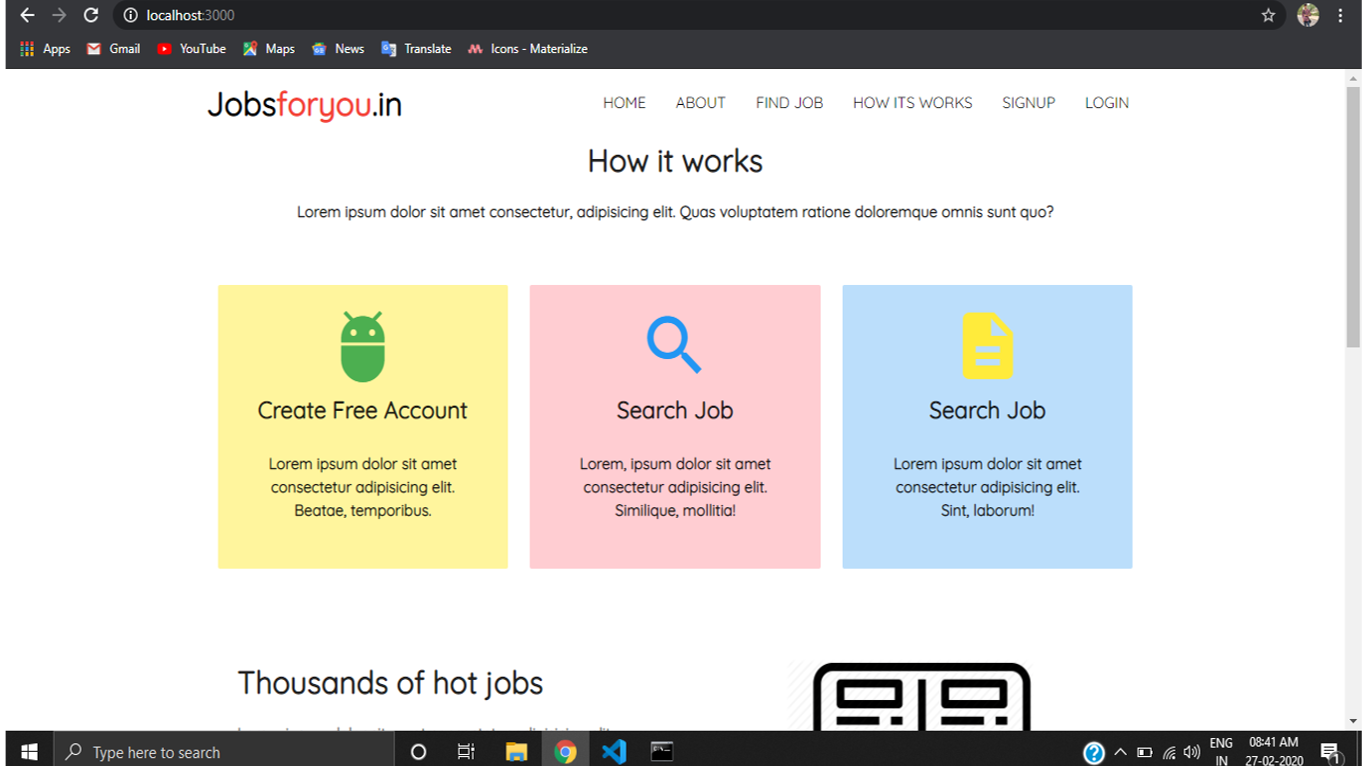 localhost:3000
Apps Gmail YouTube Maps News Translate Icons - Materialize
Jobsforyou.in HOME ABOUT FIND JOB HOW ITS WORKS SIGNUP LOGIN
How it works
Lorem ipsum dolor sit amet consectetur, adipisicing elit. Quas voluptatem ratione doloremque omnis sunt quo?
Create Free Account
Lorem ipsum dolor sit amet
consectetur adipisicing elit.
Beatae, temporibus.
Search Job
Lorem, ipsum dolor sit amet
consectetur adipisicing elit.
Similique, mollitia!
Search Job
Lorem ipsum dolor sit amet
consectetur adipisicing elit.
Sint, laborum!
Thousands of hot jobs
Type here to search
ENG
IN
08:41 AM
27-02-2020
1